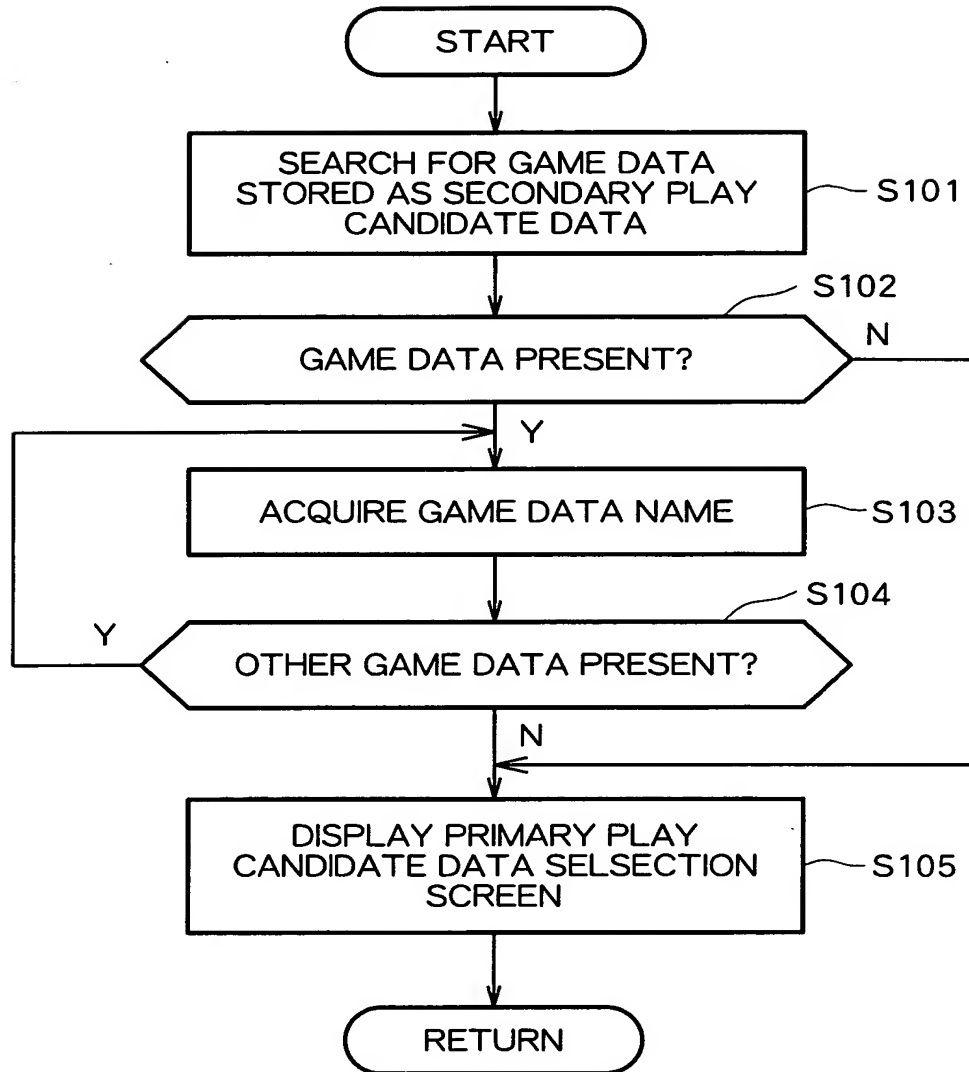 START
SEARCH FOR GAME DATA
STORED AS SECONDARY PLAY
CANDIDATE DATA
S101
S102
GAME DATA PRESENT?
N
Y
ACQUIRE GAME DATA NAME
S103
S104
Y
OTHER GAME DATA PRESENT?
N
DISPLAY PRIMARY PLAY
CANDIDATE DATA SELSECTION
SCREEN
S105
RETURN